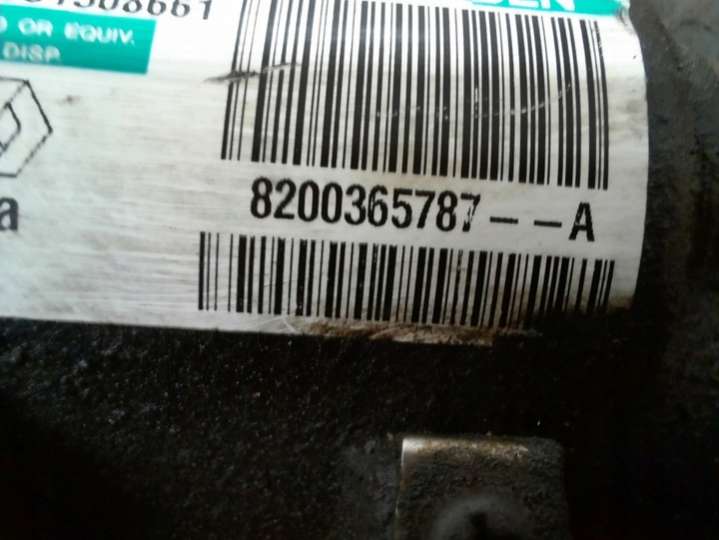 OR EQUIV.
DISP.
8200365787--A